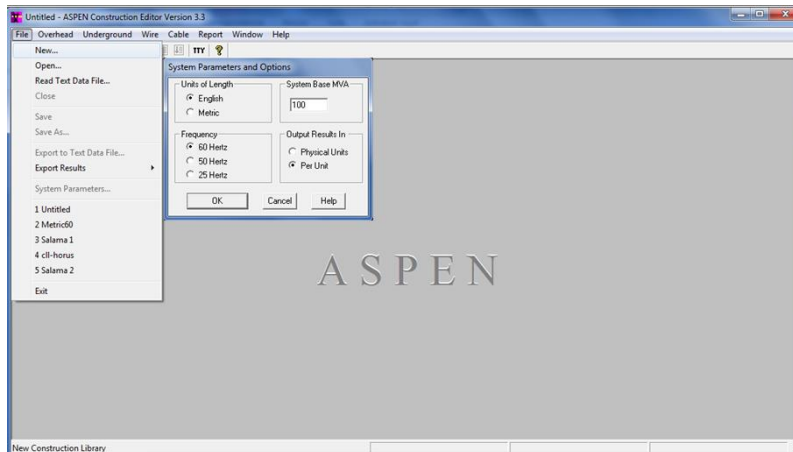 Untitled - ASPEN Construction Editor Version 3.3
File Overhead Underground Wire Cable Report Window Help
TTY ?
New...
Open...
Read Text Data File...
Close
Save
Save As...
Export to Text Data File...
Export Results
System Parameters...
1 Untitled
2 Metric60
3 Salama 1
4 cll-horus
5 Salama 2
Exit
System Parameters and Options
Units of Length
English
Metric
System Base MVA
100
Frequency
60 Hertz
50 Hertz
25 Hertz
Output Results In
Physical Units
Per Unit
OK Cancel Help
ASPEN
New Construction Library